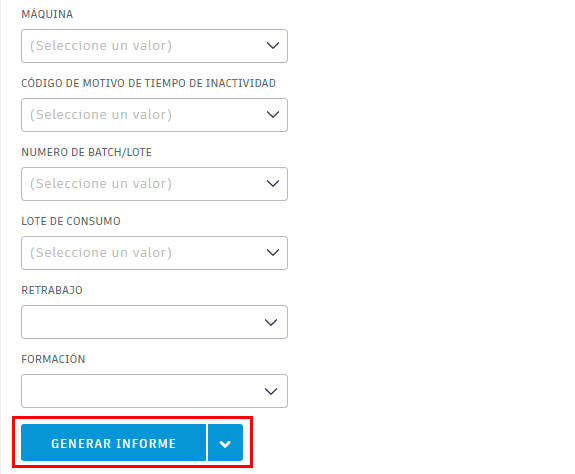 MÁQUINA
(Seleccione un valor)
CÓDIGO DE MOTIVO DE TIEMPO DE INACTIVIDAD
(Seleccione un valor)
NUMERO DE BATCH/LOTE
(Seleccione un valor)
LOTE DE CONSUMO
(Seleccione un valor)
RETRABAJO
FORMACIÓN
GENERAR INFORME